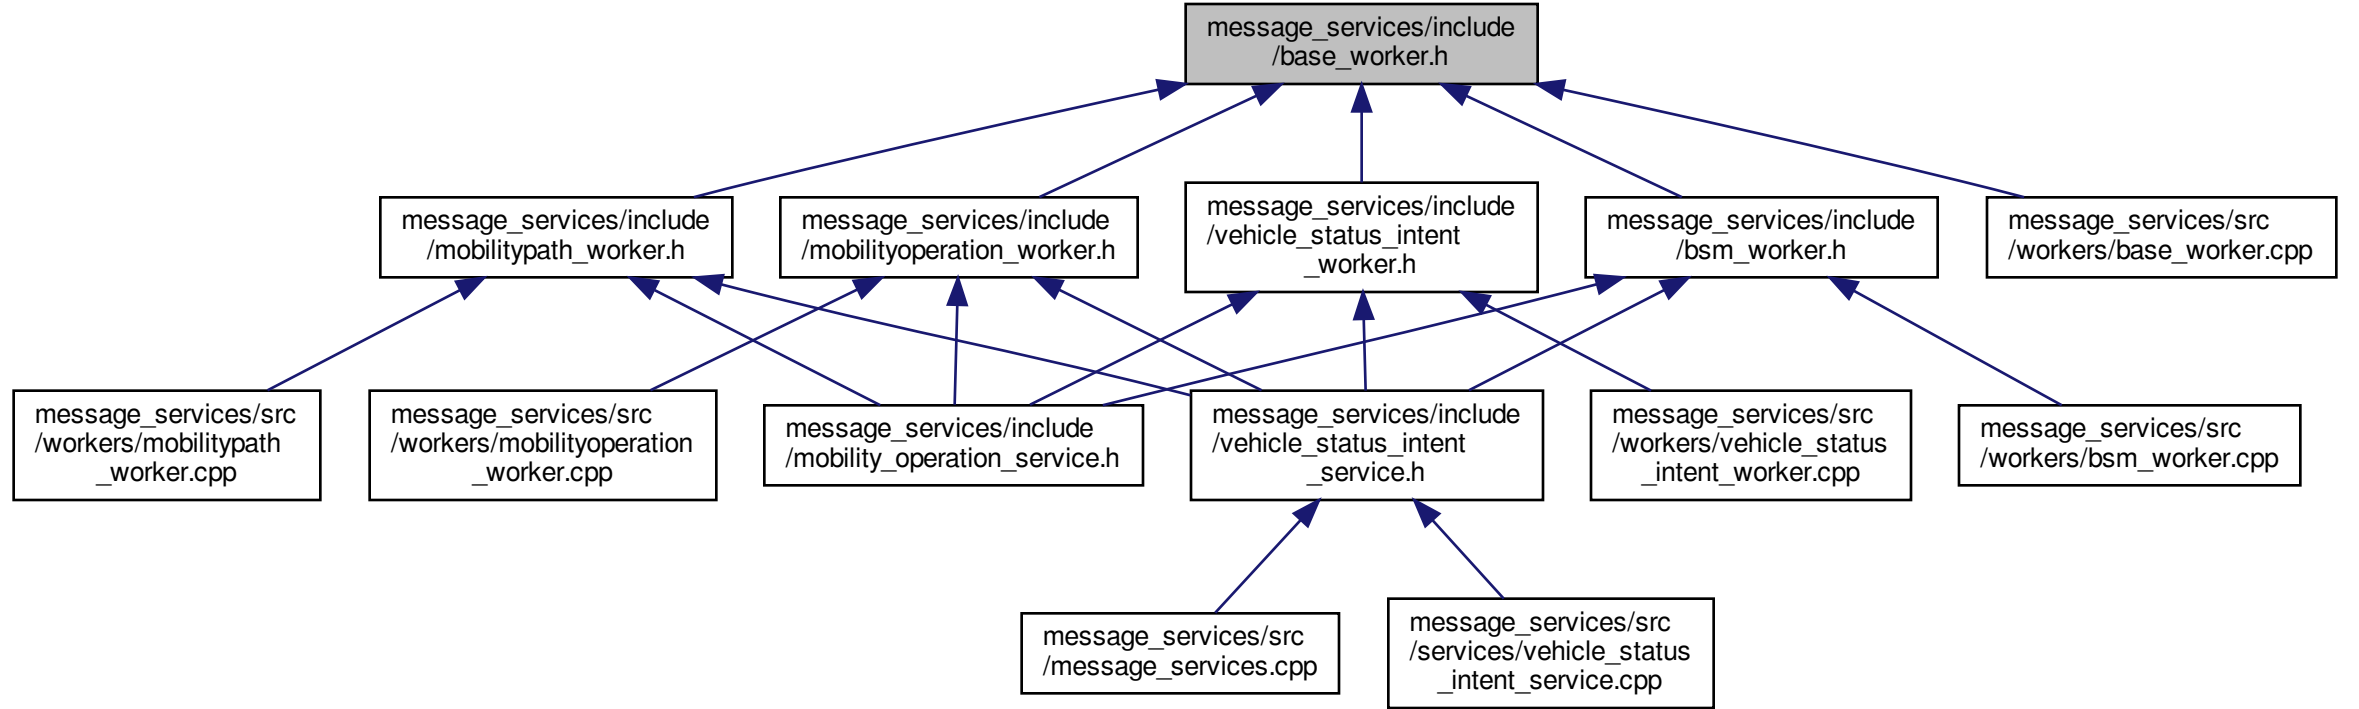 message_services/include
/base_worker.h
message_services/include
/mobilitypath_worker.h
message_services/include
/mobilityoperation_worker.h
message_services/include
/vehicle_status_intent
_worker.h
message_services/include
/bsm_worker.h
message_services/src
/workers/base_worker.cpp
message_services/src
/workers/mobilitypath
_worker.cpp
message_services/src
/workers/mobilityoperation
_worker.cpp
message_services/include
/mobility_operation_service.h
message_services/include
/vehicle_status_intent
_service.h
message_services/src
/workers/vehicle_status
_intent_worker.cpp
message_services/src
/workers/bsm_worker.cpp
message_services/src
/message_services.cpp
message_services/src
/services/vehicle_status
_intent_service.cpp